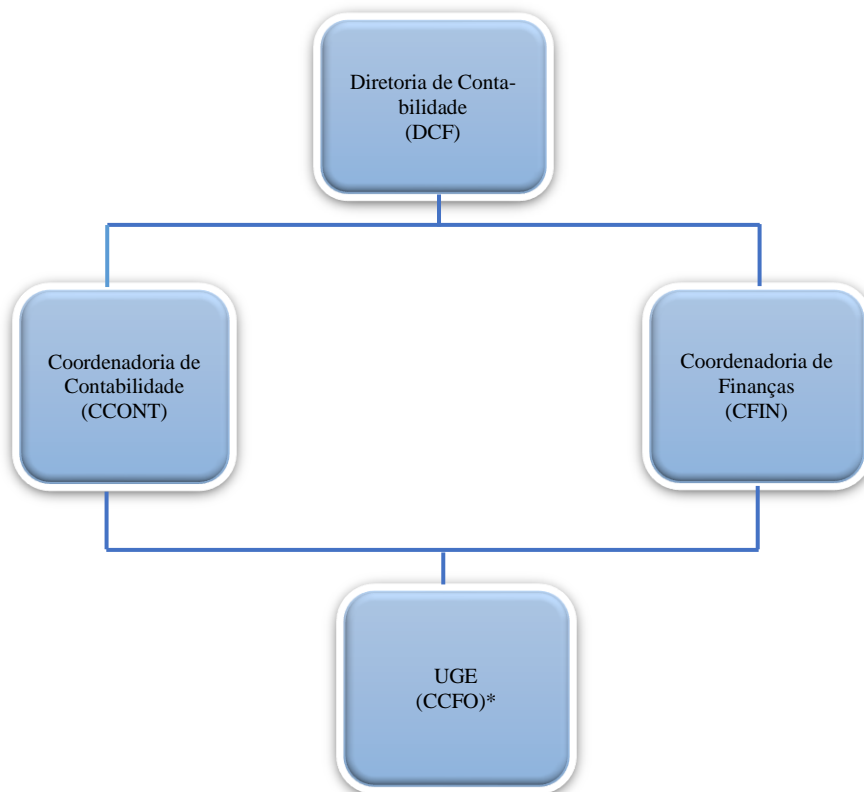 Diretoria de Conta-
bilidade
(DCF)
Coordenadoria de
Contabilidade
(CCONT)
Coordenadoria de
Finanças
(CFIN)
UGE
(CCFO)*